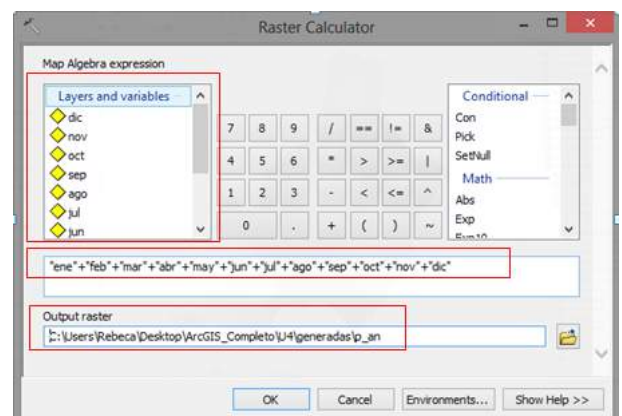 Raster Calculator
Map Algebra expression
Layers and variables
dic
nov
oct
sep
ago
jul
jun
7 8 9 / == != &
4 5 6 * > >= |
1 2 3 - < <= ^
0 . + ( ) ~
Conditional
Con
Pick
SetNull
Math
Abs
Exp
Exp10
"ene"+"feb"+"mar"+"abr"+"may"+"jun"+"jul"+"ago"+"sep"+"oct"+"nov"+"dic"
Output raster
C:\Users\Rebeca\Desktop\ArcGIS_Completo\U4\generadas\p_an
OK Cancel Environments... Show Help >>